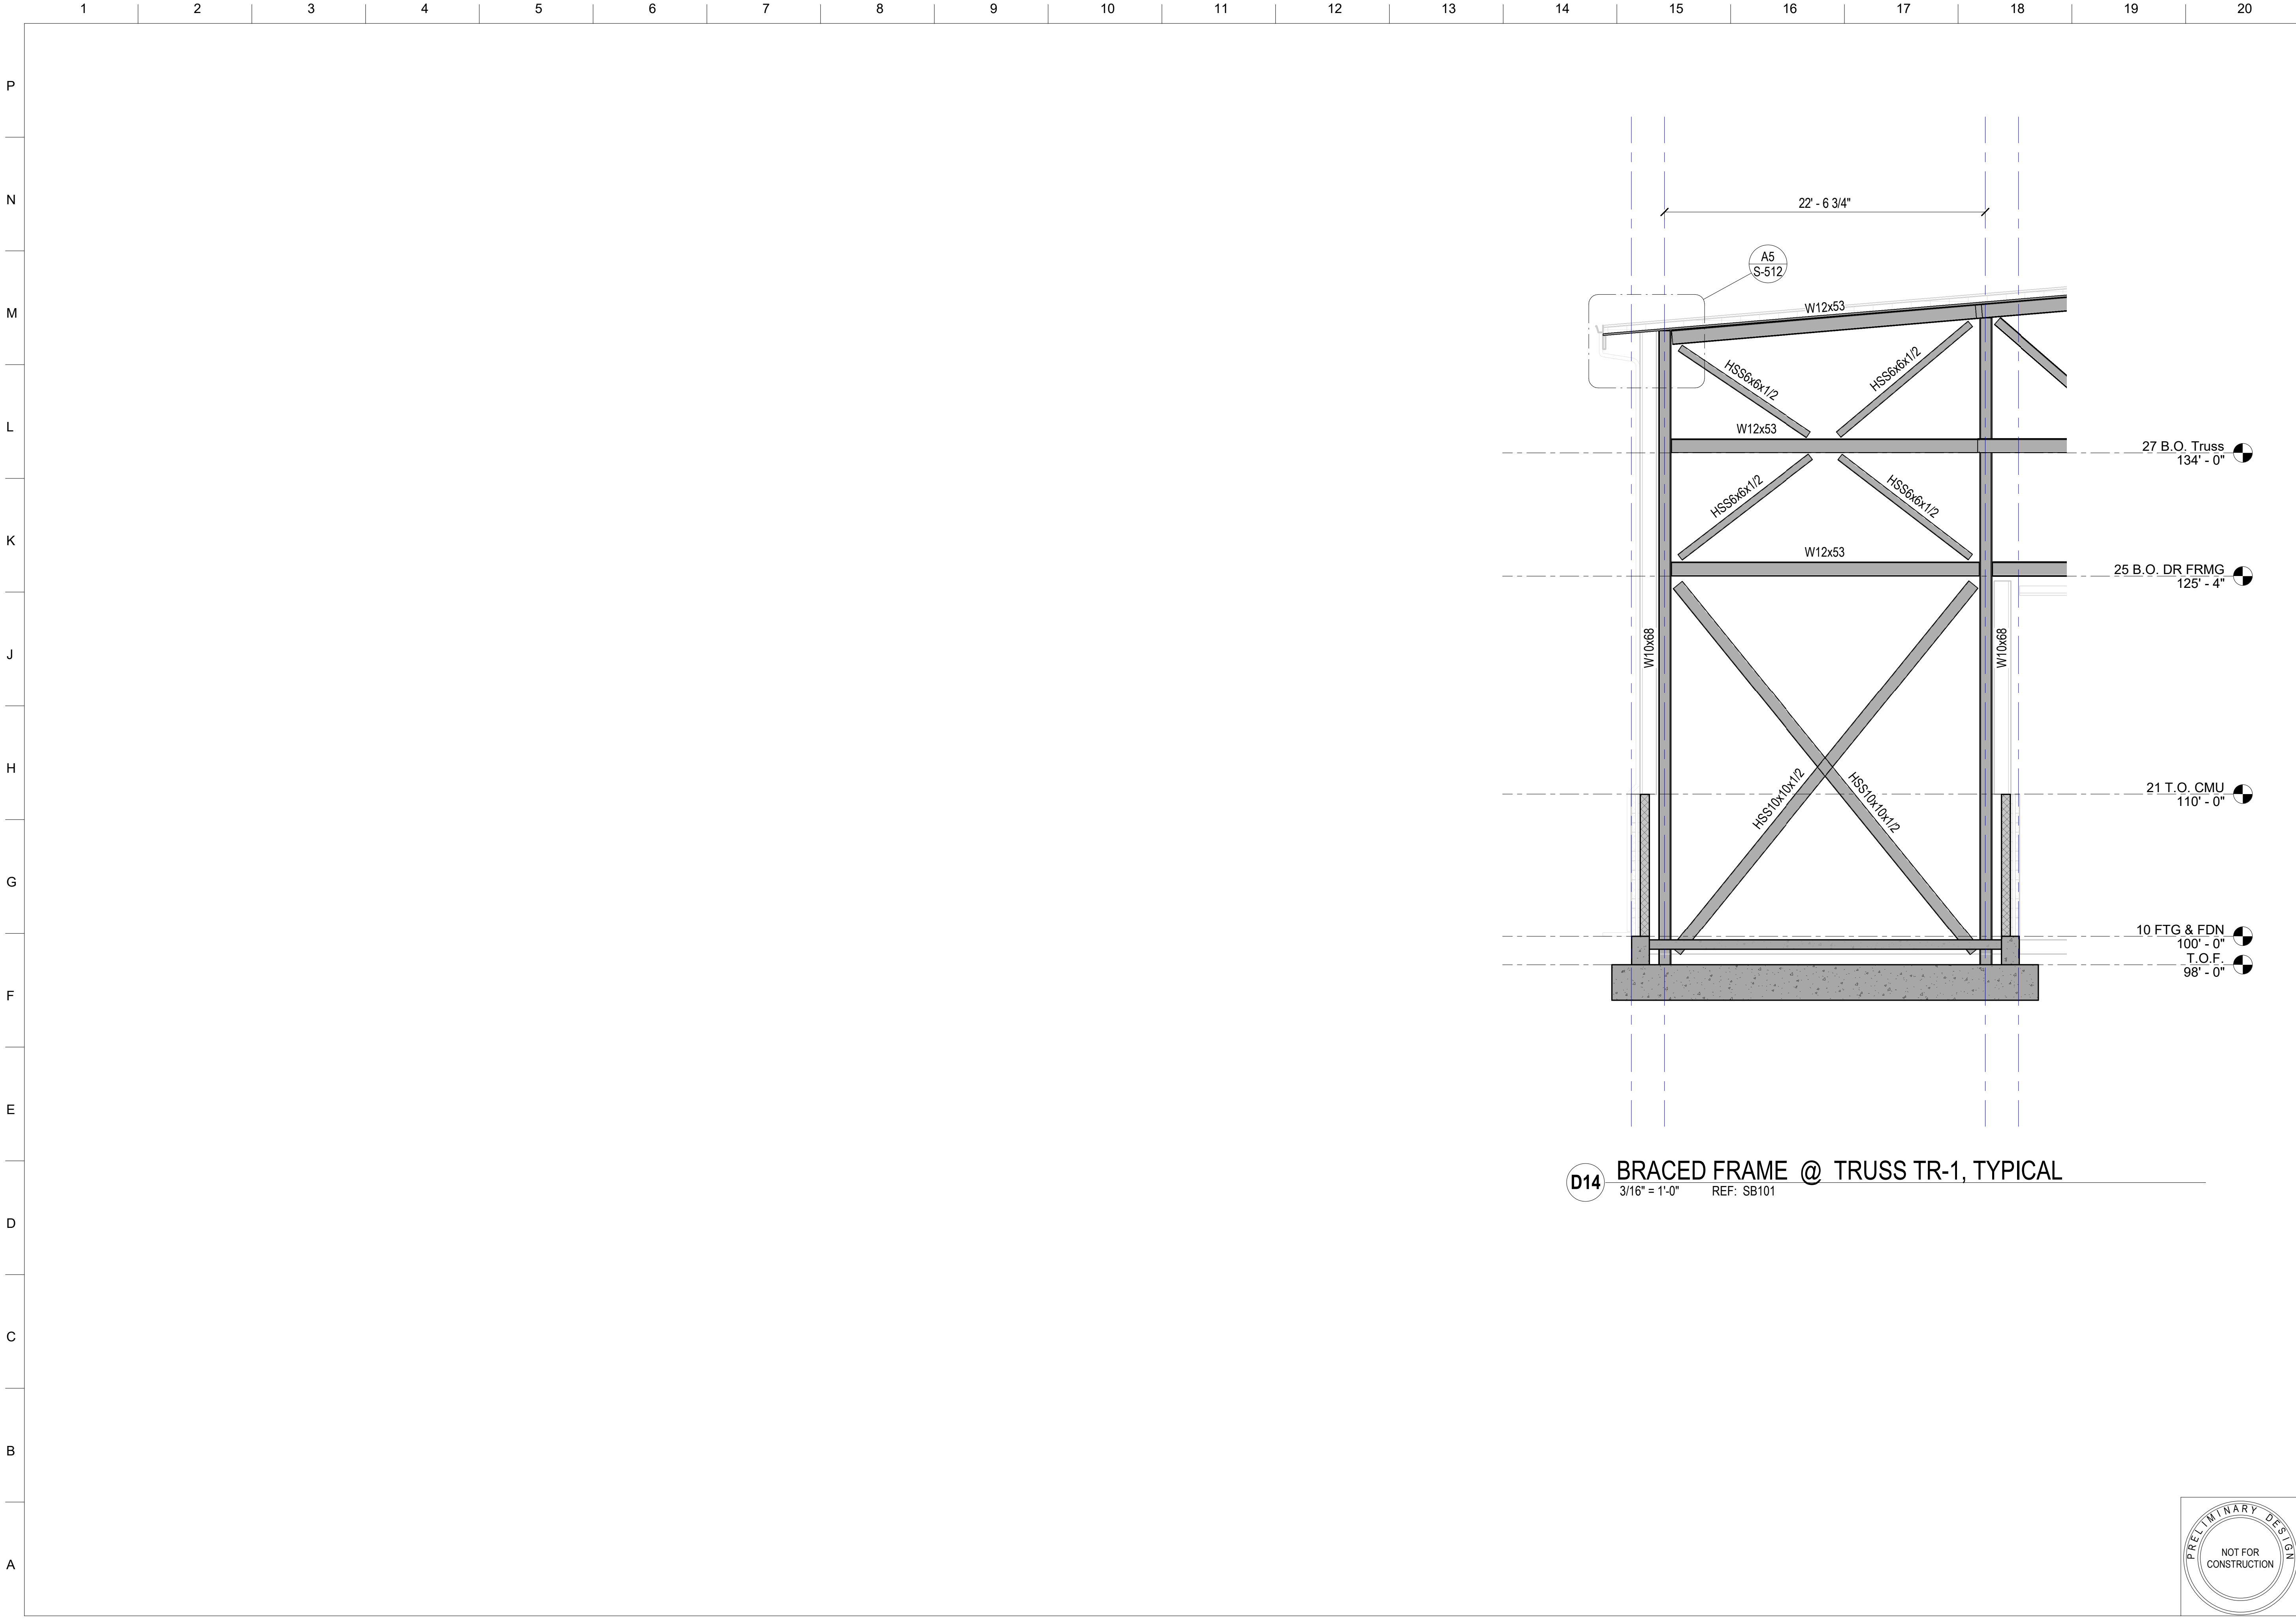 1 2 3 4 5 6 7 8 9 10 11 12 13 14 15 16 17 18 19 20
P
N
22' - 6 3/4"
A5
S-512
M
W12x53
HSS6x6x1/2
HSS6x6x1/2
L
W12x53
27 B.O. Truss
134' - 0"
HSS6x6x1/2
HSS6x6x1/2
K
W12x53
25 B.O. DR FRMG
125' - 4"
J
W10x68
W10x68
H
HSS10x10x1/2
HSS10x10x1/2
21 T.O. CMU
110' - 0"
G
10 FTG & FDN
100' - 0"
T.O.F.
98' - 0"
F
E
D14
BRACED FRAME @ TRUSS TR-1, TYPICAL
3/16" = 1'-0" REF: SB101
D
C
B
A
PRELIMINARY DESIGN
NOT FOR
CONSTRUCTION